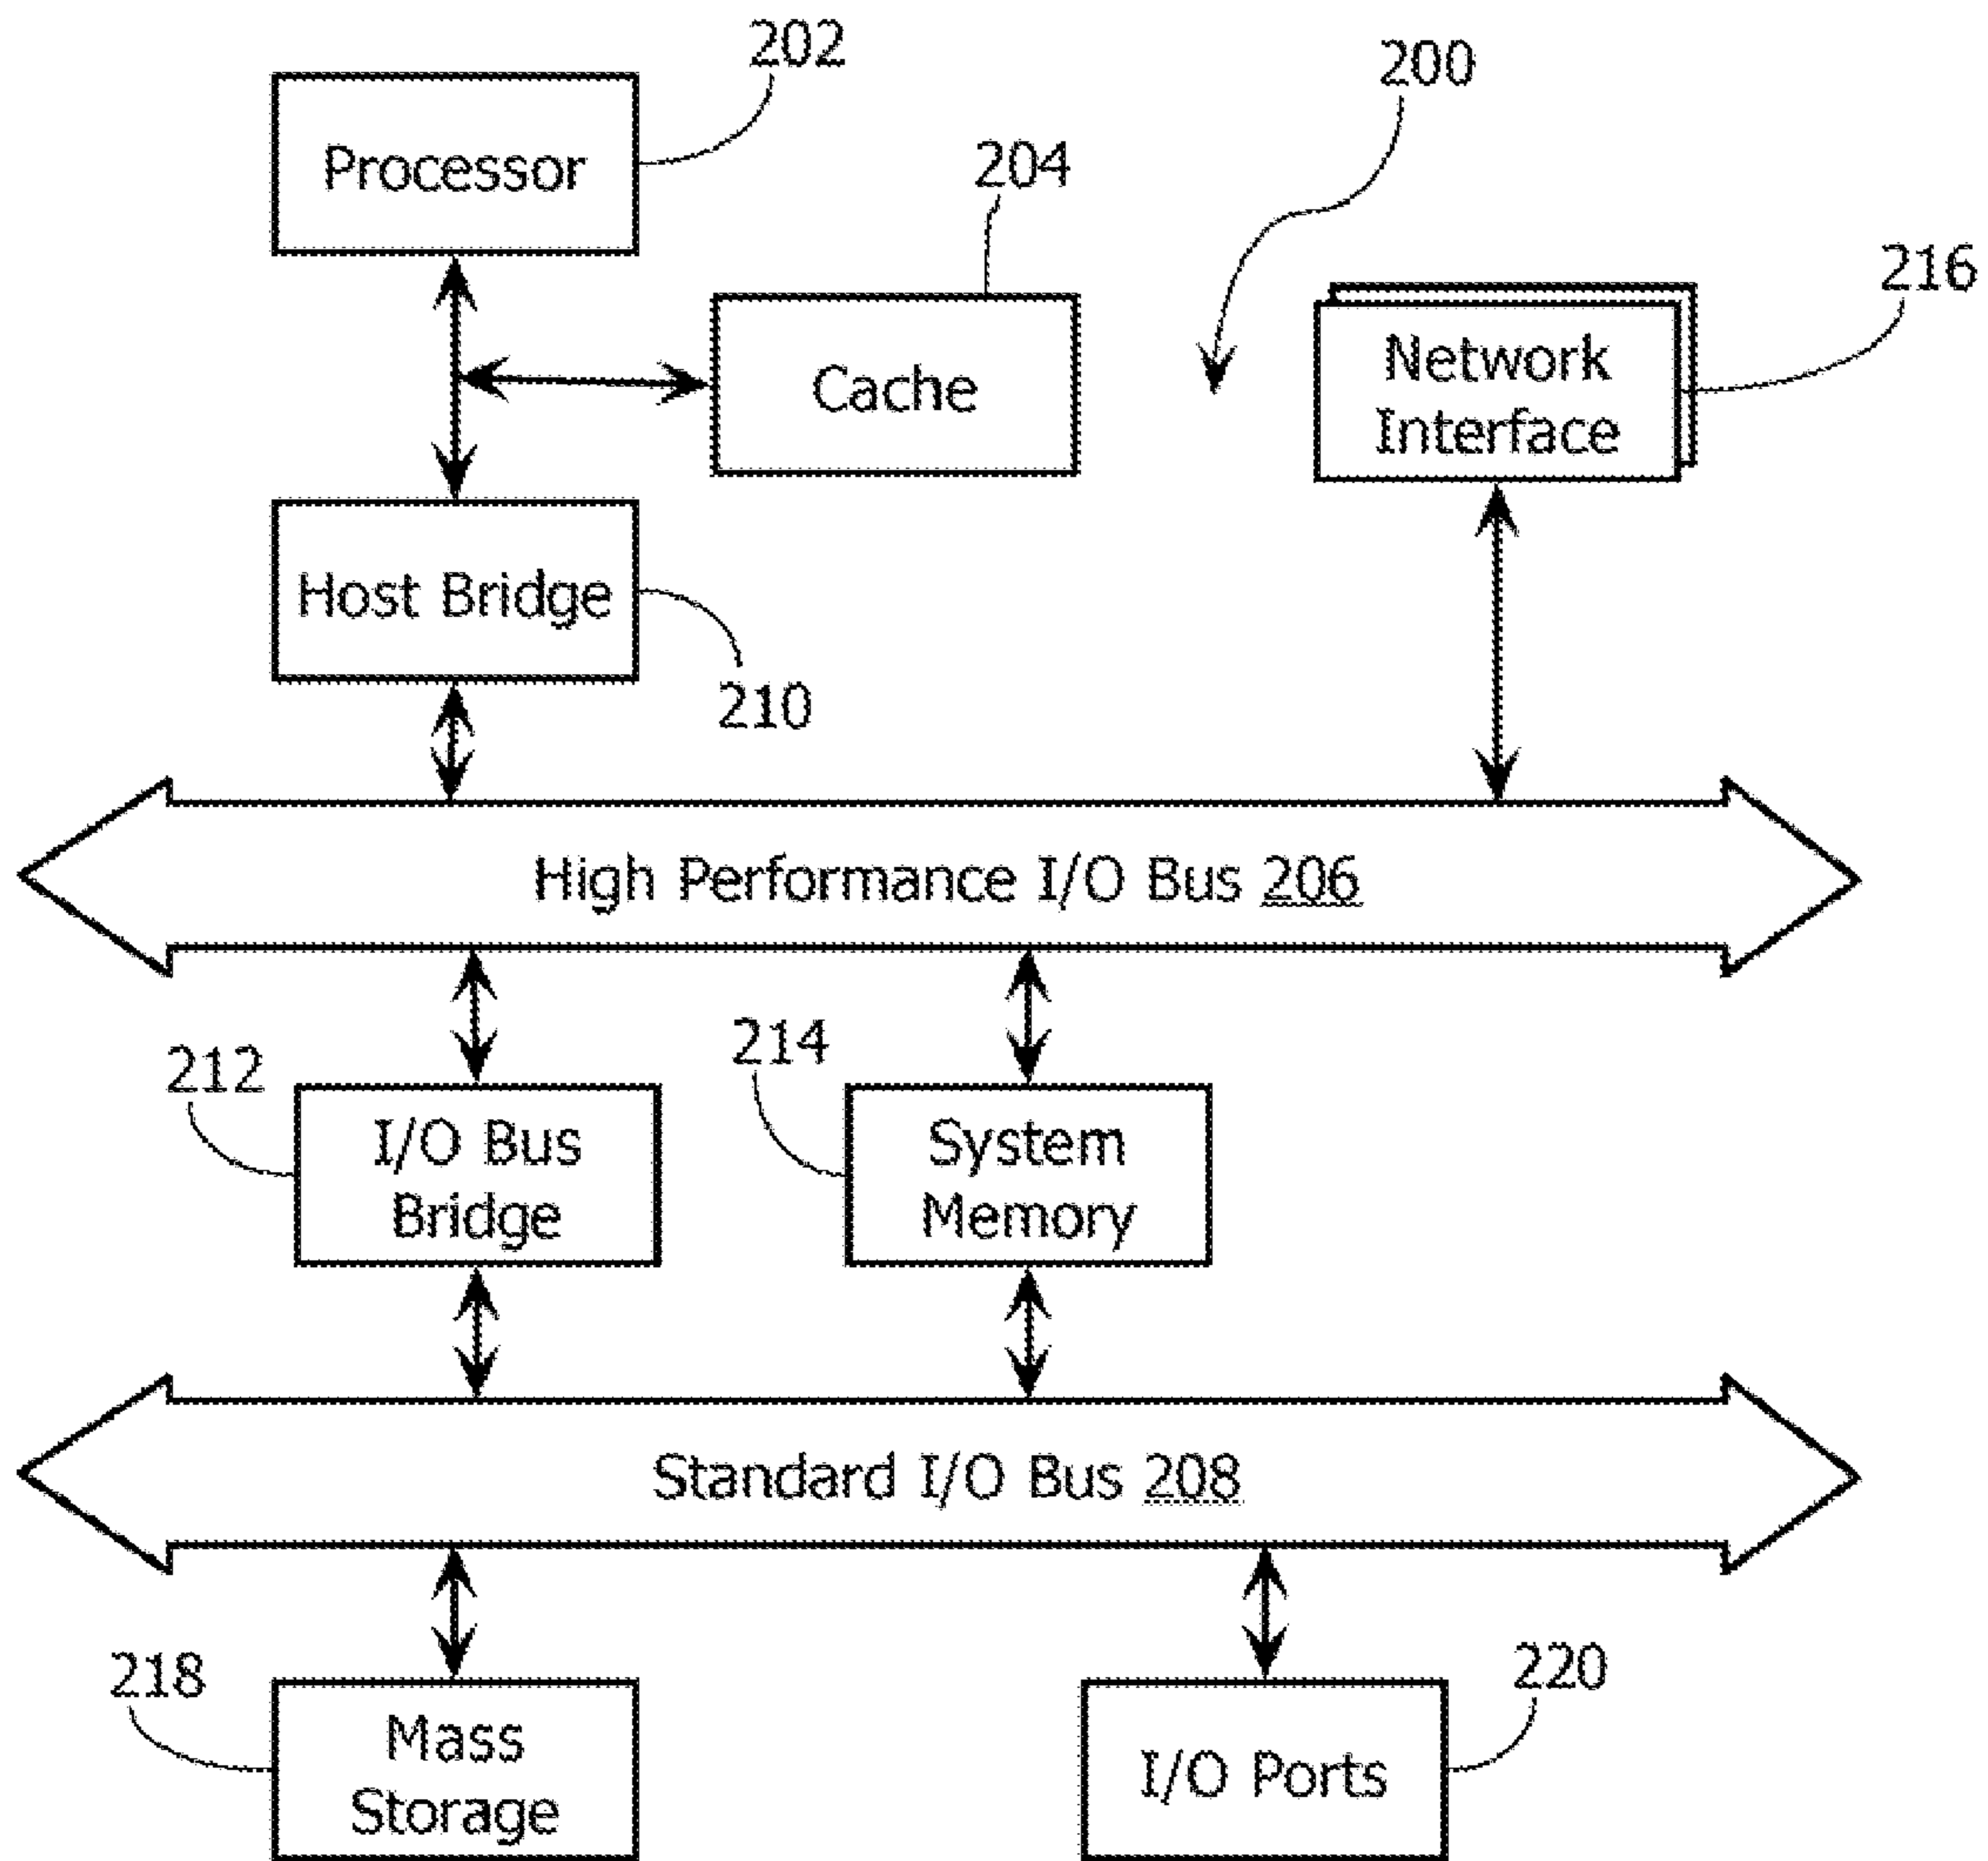 202
200
Processor
204
216
Network
Interface
Cache
Host Bridge
210
High Performance I/O Bus 206
212
214
I/O Bus
Bridge
System
Memory
Standard I/O Bus 208
218
220
Mass
Storage
I/O Ports